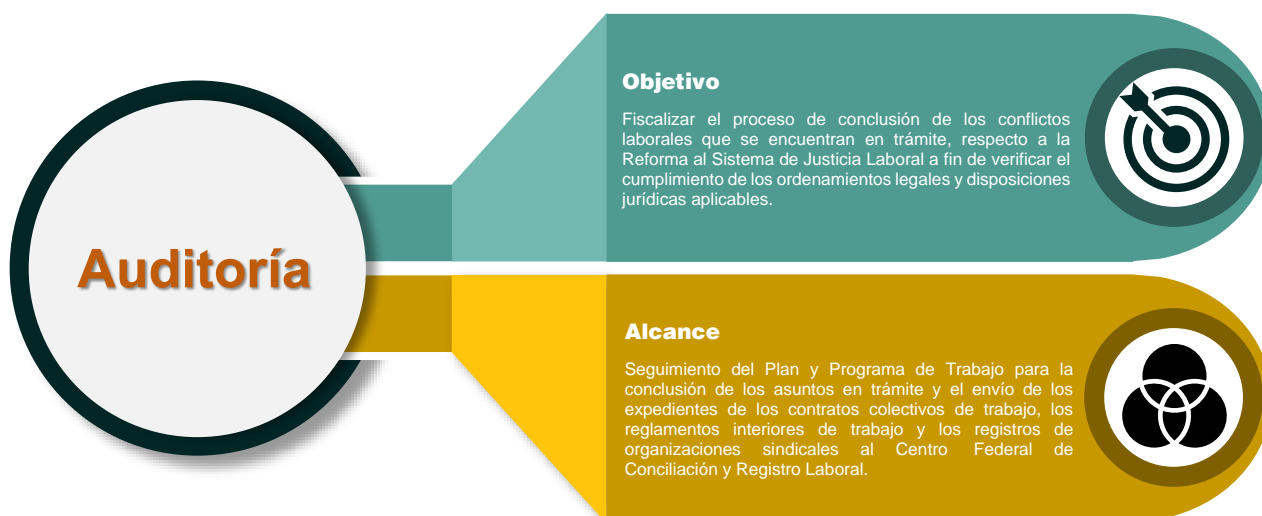 Auditoría
Objetivo
Fiscalizar el proceso de conclusión de los conflictos
laborales que se encuentran en trámite, respecto a la
Reforma al Sistema de Justicia Laboral a fin de verificar el
cumplimiento de los ordenamientos legales y disposiciones
jurídicas aplicables.
Alcance
Seguimiento del Plan y Programa de Trabajo para la
conclusión de los asuntos en trámite y el envío de los
expedientes de los contratos colectivos de trabajo, los
reglamentos interiores de trabajo y los registros de
organizaciones sindicales al Centro Federal de
Conciliación y Registro Laboral.